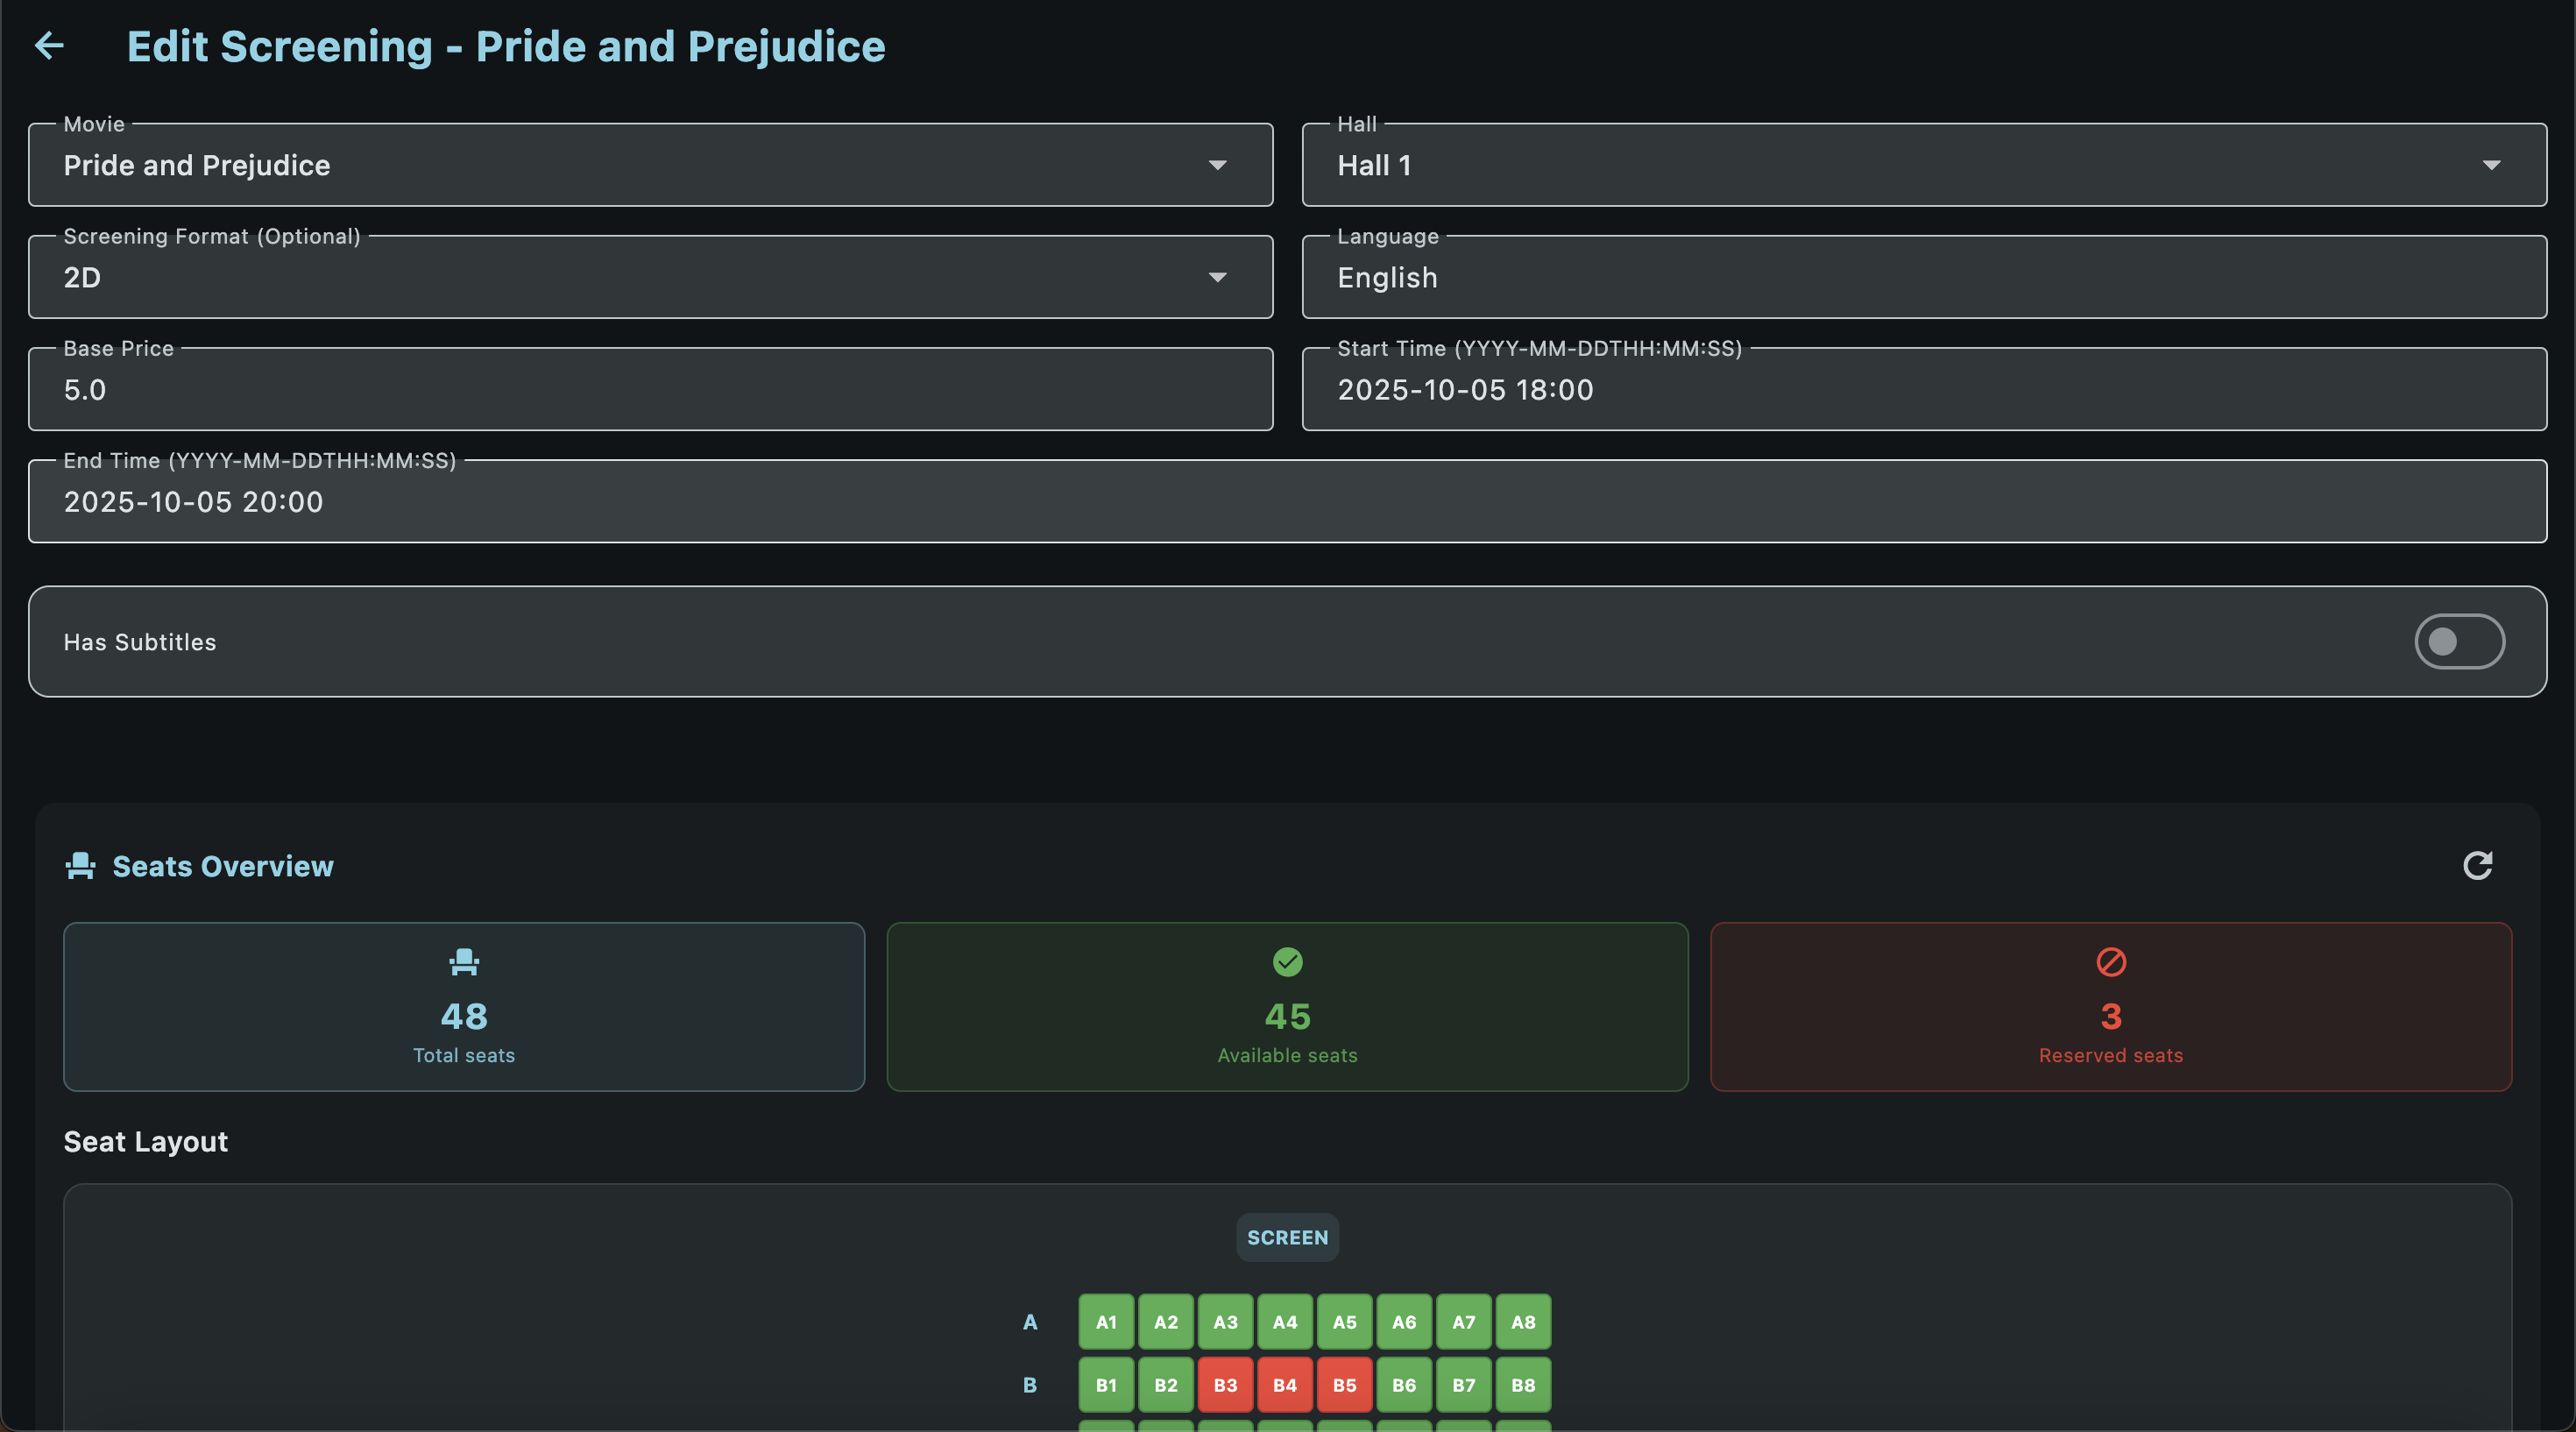 Edit Screening - Pride and Prejudice
Movie
Pride and Prejudice
Hall
Hall 1
Screening Format (Optional)
2D
Language
English
Base Price
5.0
Start Time (YYYY-MM-DDTHH:MM:SS)
2025-10-05 18:00
End Time (YYYY-MM-DDTHH:MM:SS)
2025-10-05 20:00
Has Subtitles
Seats Overview
48
Total seats
45
Available seats
3
Reserved seats
Seat Layout
SCREEN
A A1 A2 A3 A4 A5 A6 A7 A8
B B1 B2 B3 B4 B5 B6 B7 B8